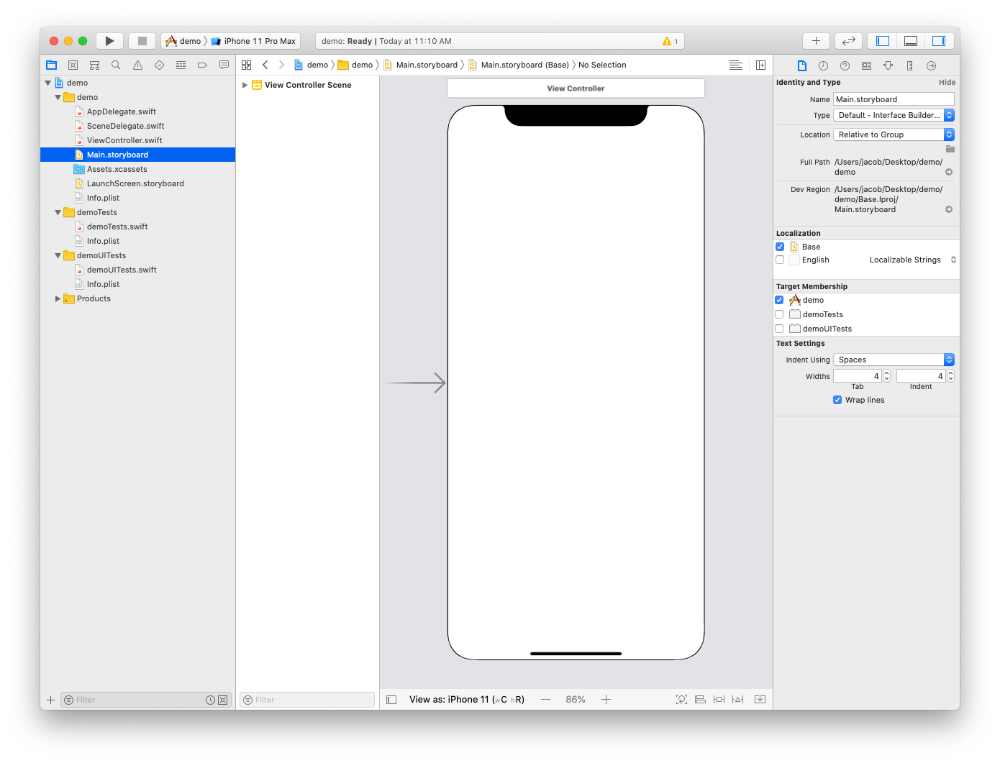 demo iPhone 11 Pro Max
demo: Ready | Today at 11:10 AM
1
demo
demo
AppDelegate.swift
SceneDelegate.swift
ViewController.swift
Main.storyboard
Assets.xcassets
LaunchScreen.storyboard
Info.plist
demoTests
demoTests.swift
Info.plist
demoUITests
demoUITests.swift
Info.plist
Products
Filter
demo demo Main.storyboard Main.storyboard (Base) No Selection
View Controller Scene
Filter
View Controller
View as: iPhone 11 (wC hR)
86%
Identity and Type Hide
Name Main.storyboard
Type Default - Interface Builder...
Location Relative to Group
Full Path /Users/jacob/Desktop/demo/
demo
Dev Region /Users/jacob/Desktop/demo/
demo/Base.lproj/
Main.storyboard
Localization
Base
English Localizable Strings
Target Membership
demo
demoTests
demoUITests
Text Settings
Indent Using Spaces
Widths 4 4
Tab Indent
Wrap lines